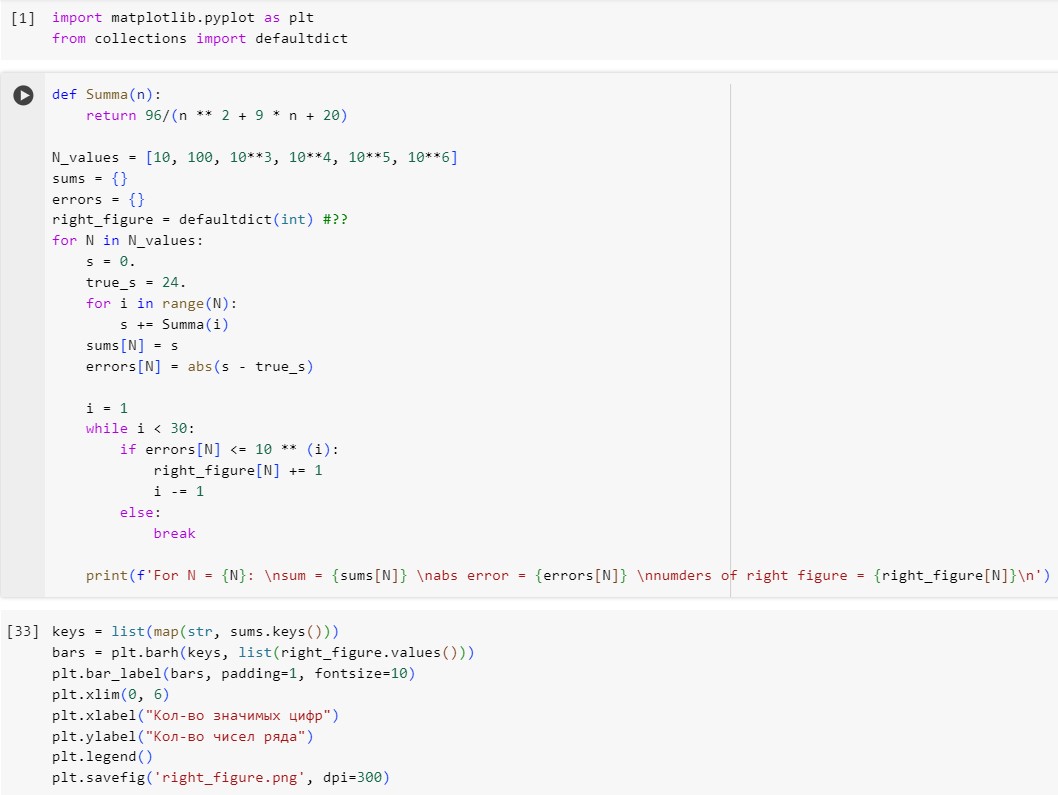 [1] import matplotlib.pyplot as plt
from collections import defaultdict
def Summa(n):
    return 96/(n ** 2 + 9 * n + 20)
N_values = [10, 100, 10**3, 10**4, 10**5, 10**6]
sums = {}
errors = {}
right_figure = defaultdict(int) #??
for N in N_values:
    s = 0.
    true_s = 24.
    for i in range(N):
        s += Summa(i)
    sums[N] = s
    errors[N] = abs(s - true_s)
    i = 1
    while i < 30:
        if errors[N] <= 10 ** (i):
            right_figure[N] += 1
            i -= 1
        else:
            break
    print(f'For N = {N}: \nsum = {sums[N]} \nabs error = {errors[N]} \nnumders of right figure = {right_figure[N]}\n')
[33] keys = list(map(str, sums.keys()))
bars = plt.barh(keys, list(right_figure.values()))
plt.bar_label(bars, padding=1, fontsize=10)
plt.xlim(0, 6)
plt.xlabel("Кол-во значимых цифр")
plt.ylabel("Кол-во чисел ряда")
plt.legend()
plt.savefig('right_figure.png', dpi=300)